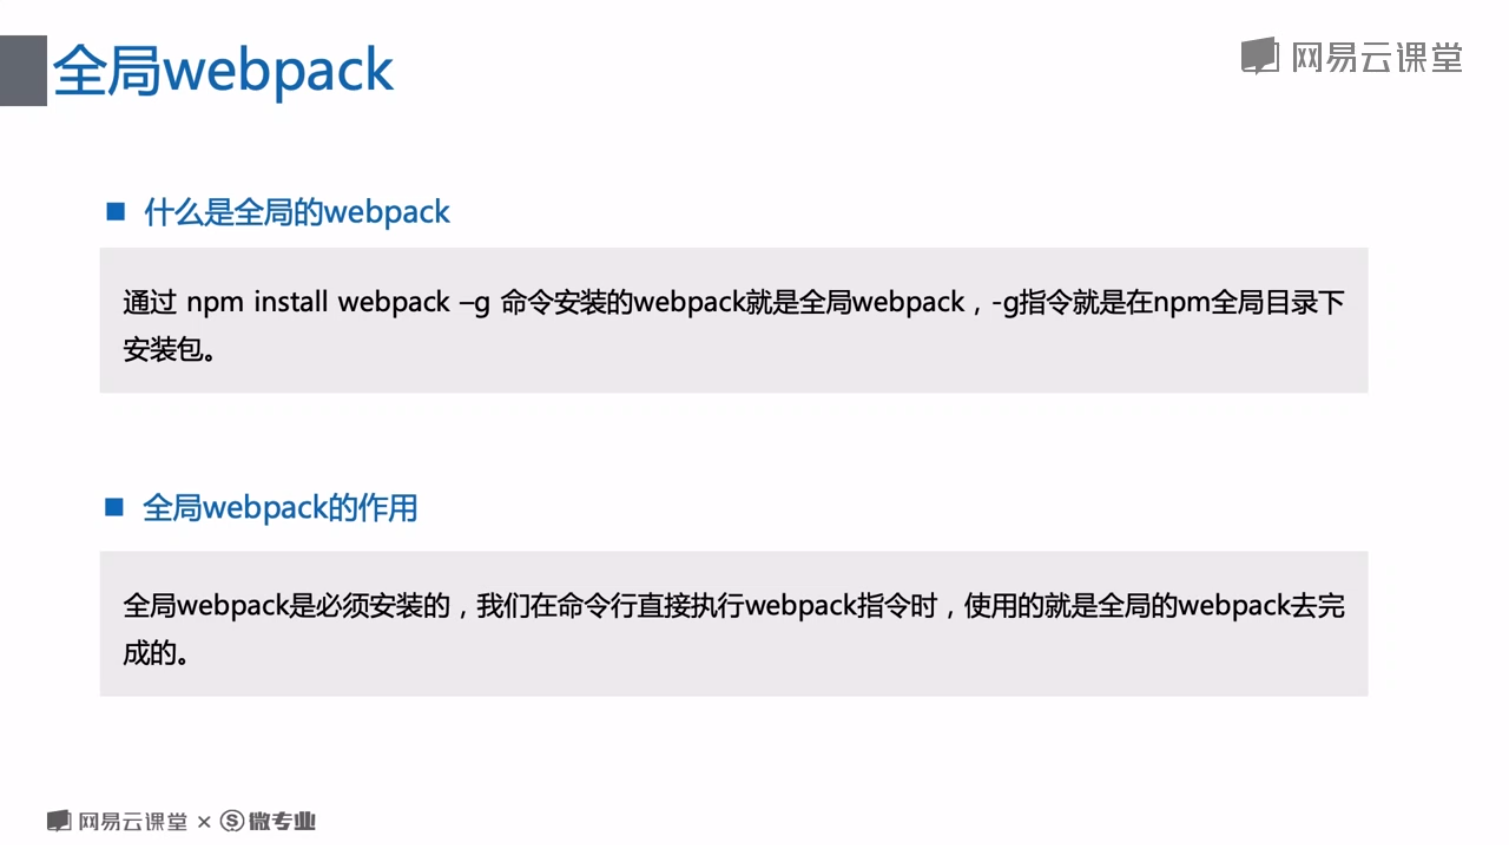 全局webpack
网易云课堂
什么是全局的webpack
通过 npm install webpack –g 命令安装的webpack就是全局webpack，-g指令就是在npm全局目录下
安装包。
全局webpack的作用
全局webpack是必须安装的，我们在命令行直接执行webpack指令时，使用的就是全局的webpack去完
成的。
网易云课堂 × Ⓢ微专业